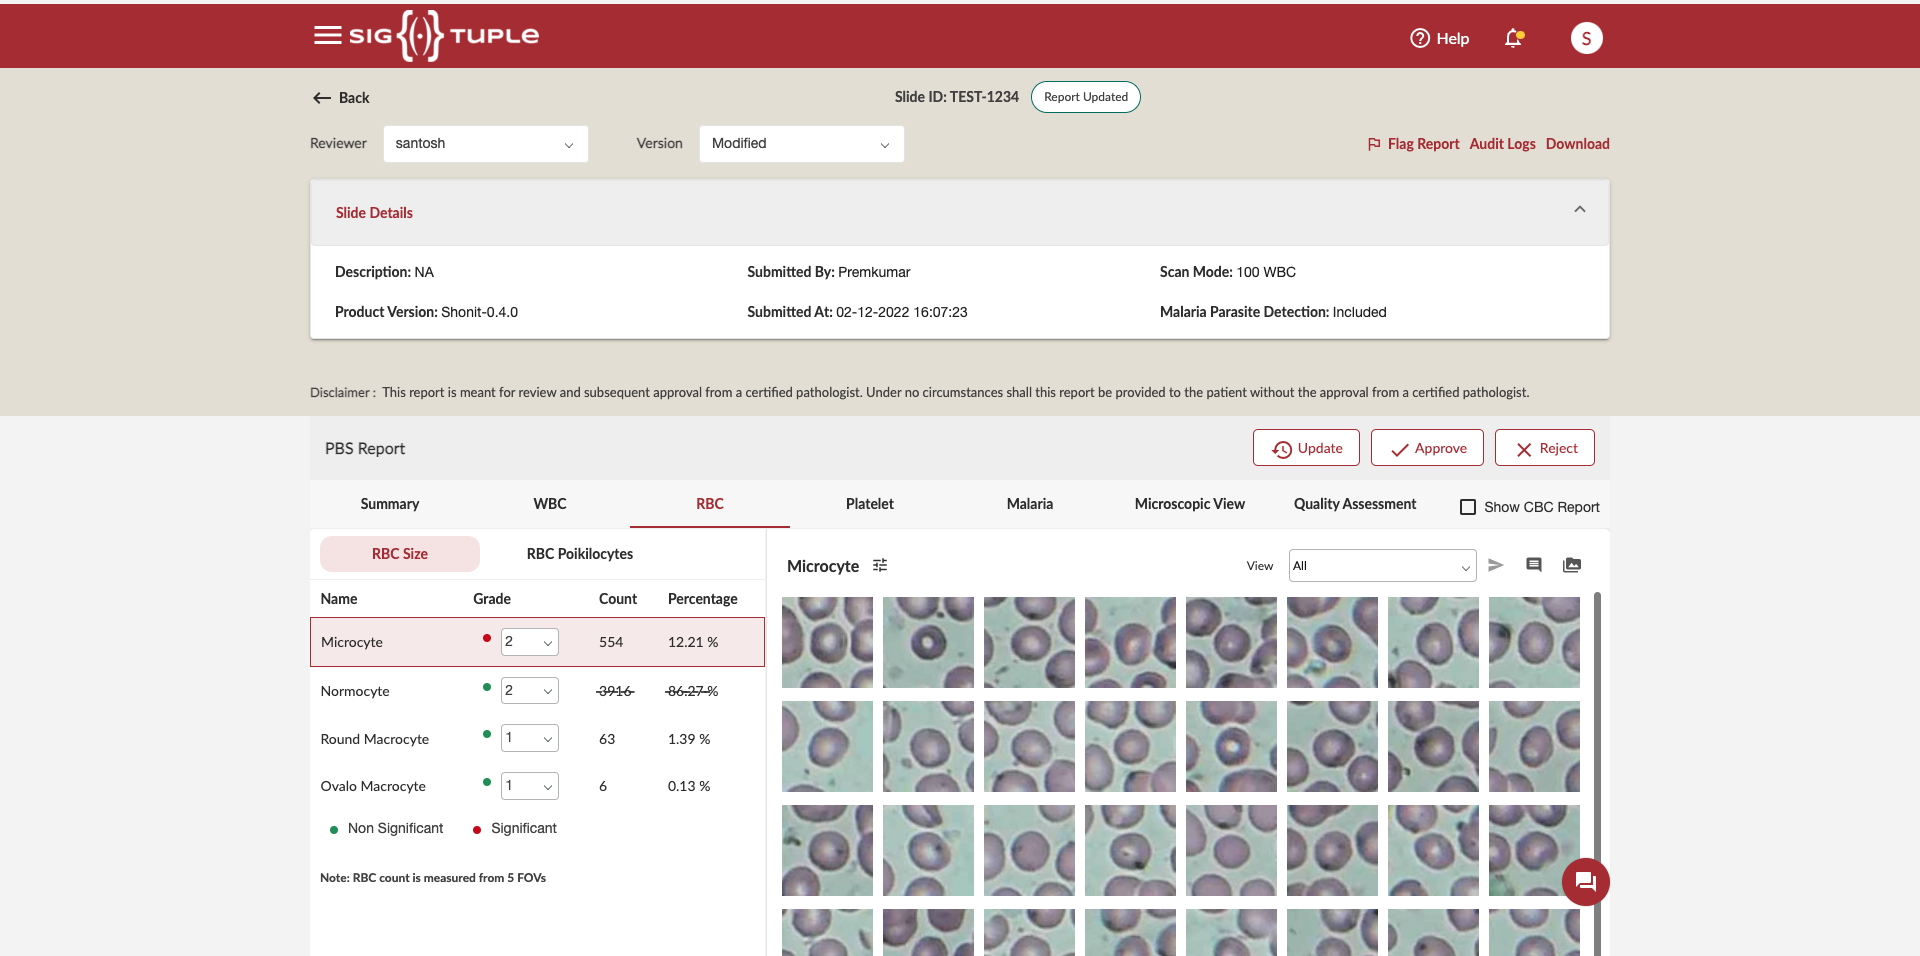 SIG TUPLE
Help
S
Back
Slide ID: TEST-1234 Report Updated
Reviewer santosh Version Modified Flag Report Audit Logs Download
Slide Details
Description: NA Submitted By: Premkumar Scan Mode: 100 WBC
Product Version: Shonit-0.4.0 Submitted At: 02-12-2022 16:07:23 Malaria Parasite Detection: Included
Disclaimer : This report is meant for review and subsequent approval from a certified pathologist. Under no circumstances shall this report be provided to the patient without the approval from a certified pathologist.
PBS Report Update Approve Reject
Summary WBC RBC Platelet Malaria Microscopic View Quality Assessment Show CBC Report
RBC Size RBC Poikilocytes
Microcyte View All
Name Grade Count Percentage
Microcyte 2 554 12.21 %
Normocyte 2 3916 86.27 %
Round Macrocyte 1 63 1.39 %
Ovalo Macrocyte 1 6 0.13 %
Non Significant Significant
Note: RBC count is measured from 5 FOVs